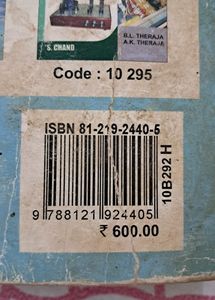 B.L. THERAJA
A.K. THERAJA
S. CHAND
Code : 10 295
ISBN 81-219-2440-5
9 788121 924405
10B292 H
₹ 600.00